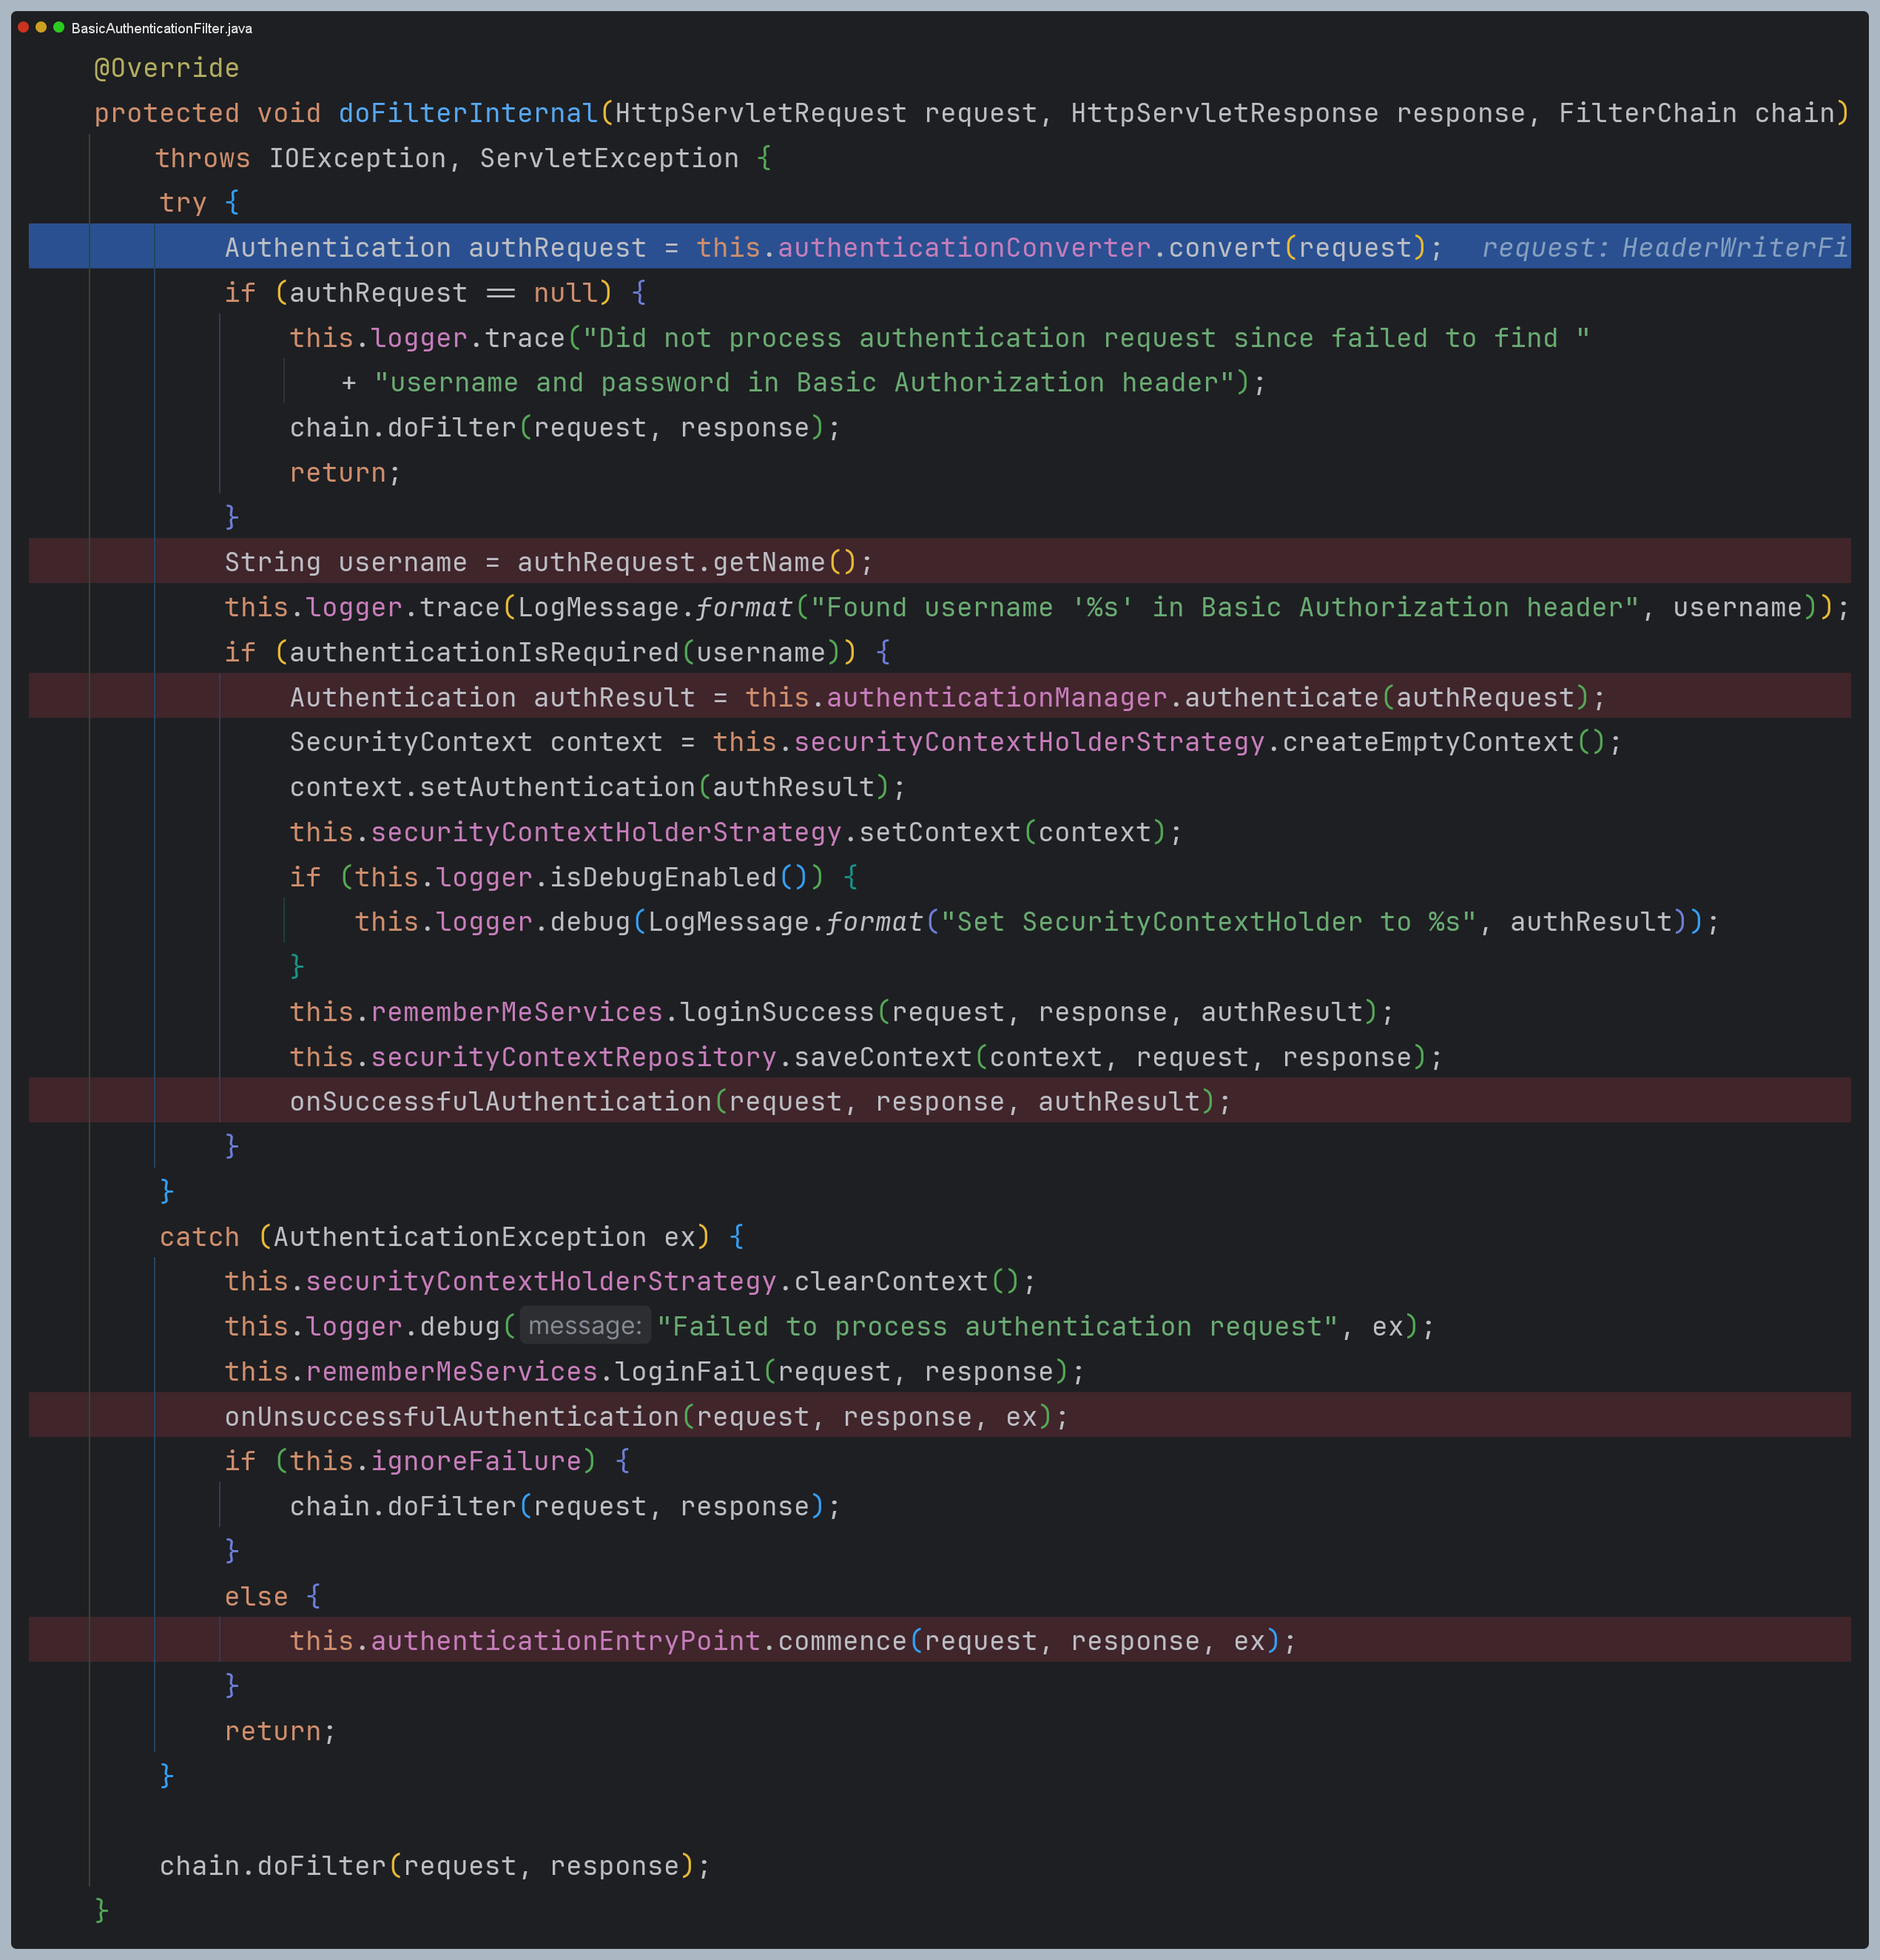 BasicAuthenticationFilter.java
@Override
protected void doFilterInternal(HttpServletRequest request, HttpServletResponse response, FilterChain chain)
throws IOException, ServletException {
try {
Authentication authRequest = this.authenticationConverter.convert(request); request: HeaderWriterFi
if (authRequest == null) {
this.logger.trace("Did not process authentication request since failed to find "
+ "username and password in Basic Authorization header");
chain.doFilter(request, response);
return;
}
String username = authRequest.getName();
this.logger.trace(LogMessage.format("Found username '%s' in Basic Authorization header", username));
if (authenticationIsRequired(username)) {
Authentication authResult = this.authenticationManager.authenticate(authRequest);
SecurityContext context = this.securityContextHolderStrategy.createEmptyContext();
context.setAuthentication(authResult);
this.securityContextHolderStrategy.setContext(context);
if (this.logger.isDebugEnabled()) {
this.logger.debug(LogMessage.format("Set SecurityContextHolder to %s", authResult));
}
this.rememberMeServices.loginSuccess(request, response, authResult);
this.securityContextRepository.saveContext(context, request, response);
onSuccessfulAuthentication(request, response, authResult);
}
}
catch (AuthenticationException ex) {
this.securityContextHolderStrategy.clearContext();
this.logger.debug( message: "Failed to process authentication request", ex);
this.rememberMeServices.loginFail(request, response);
onUnsuccessfulAuthentication(request, response, ex);
if (this.ignoreFailure) {
chain.doFilter(request, response);
}
else {
this.authenticationEntryPoint.commence(request, response, ex);
}
return;
}
chain.doFilter(request, response);
}